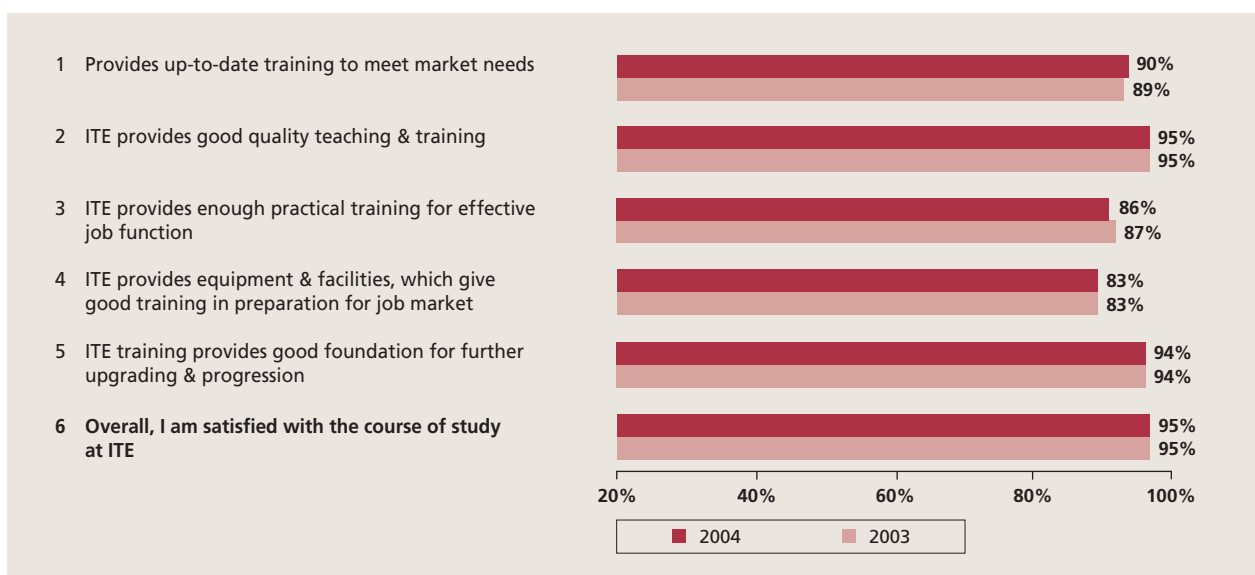 1 Provides up-to-date training to meet market needs
90%
89%
2 ITE provides good quality teaching & training
95%
95%
3 ITE provides enough practical training for effective
job function
86%
87%
4 ITE provides equipment & facilities, which give
good training in preparation for job market
83%
83%
5 ITE training provides good foundation for further
upgrading & progression
94%
94%
6 Overall, I am satisfied with the course of study
at ITE
95%
95%
20% 40% 60% 80% 100%
2004 2003